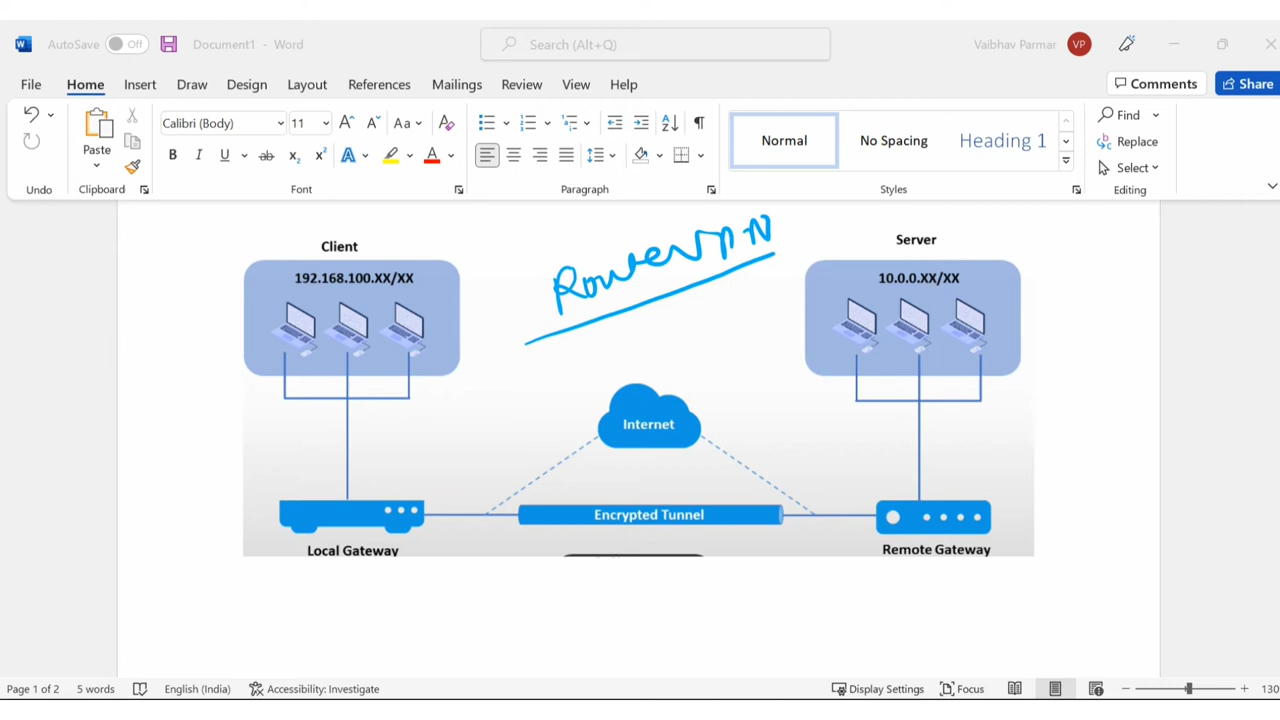 AutoSave Off Document1 - Word Search (Alt+Q) Vaibhav Parmar VP
File Home Insert Draw Design Layout References Mailings Review View Help Comments Share
Paste Calibri (Body) 11 Aa Normal No Spacing Heading 1 Find Replace Select
Undo Clipboard Font Paragraph Styles Editing
RouteVPN
Client Server
192.168.100.XX/XX 10.0.0.XX/XX
Internet
Encrypted Tunnel
Local Gateway Remote Gateway
Page 1 of 2 5 words English (India) Accessibility: Investigate Display Settings Focus 130